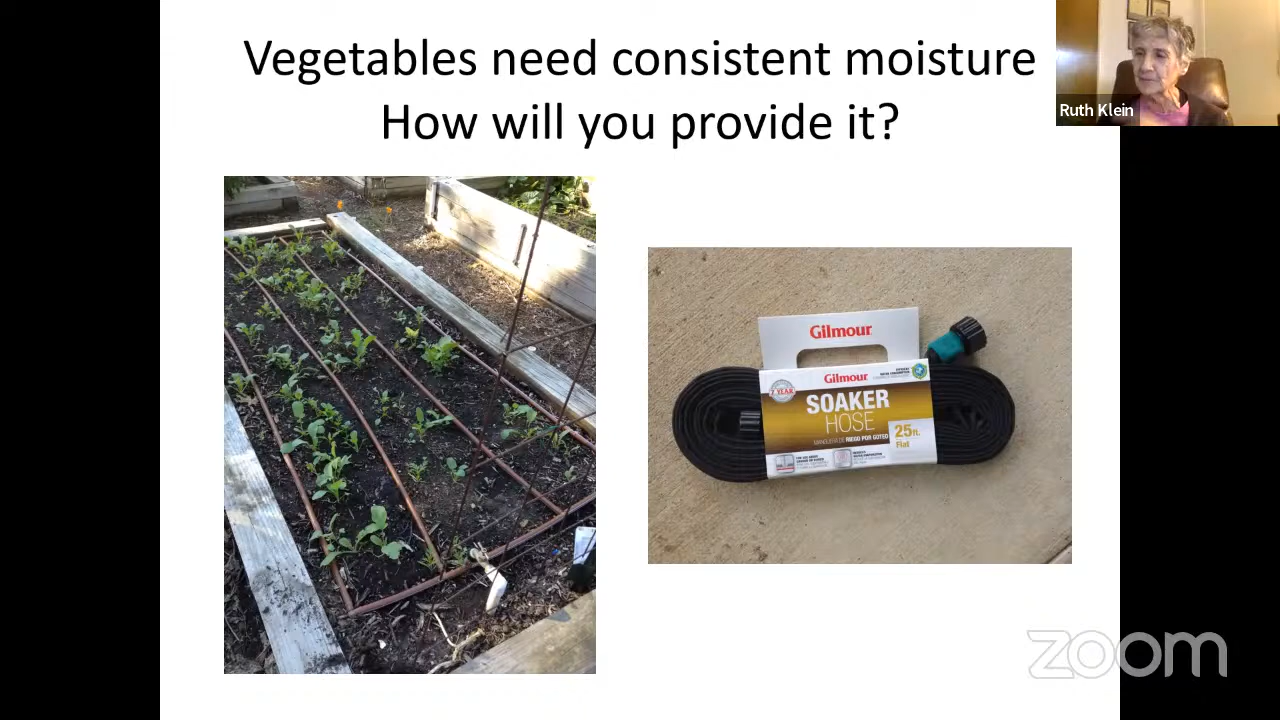 Vegetables need consistent moisture
How will you provide it?
Ruth Klein
Gilmour
Gilmour
7 YEAR
SOAKER
HOSE
MANGUERA DE RIEGO POR GOTEO
25 ft.
Flat
zoom